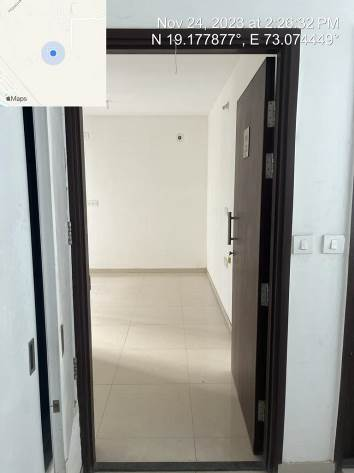 Nov 24, 2023 at 2:26:32 PM
N 19.177877°, E 73.074449°
Maps